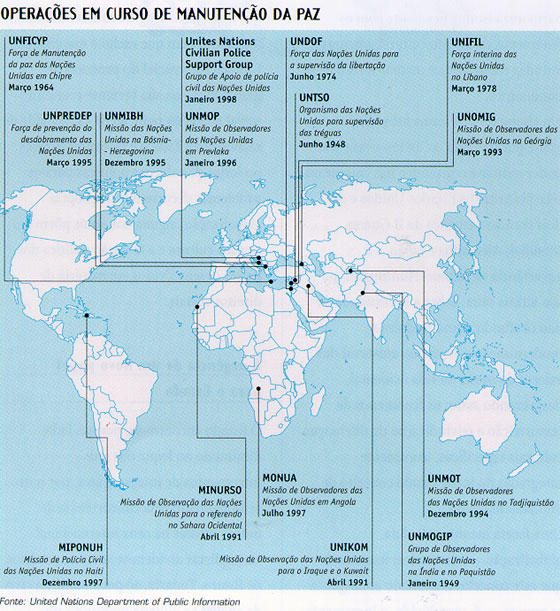 OPERAÇÕES EM CURSO DE MANUTENÇÃO DA PAZ
UNFICYP
Força de Manutenção
da paz das Nações
Unidas em Chipre
Março 1964
Unites Nations
Civilian Police
Support Group
Grupo de Apoio de polícia
civil das Nações Unidas
Janeiro 1998
UNDOF
Força das Nações Unidas para
a supervisão da libertação
Junho 1974
UNIFIL
Força interina das
Nações Unidas
no Líbano
Março 1978
UNPREDEP
Força de prevenção do
desdobramento das
Nações Unidas
Março 1995
UNMIBH
Missão das Nações
Unidas na Bósnia-
Herzegovina
Dezembro 1995
UNMOP
Missão de Observadores
das Nações Unidas
em Prevlaka
Janeiro 1996
UNTSO
Organismo das Nações
Unidas para supervisão
das tréguas
Junho 1948
UNOMIG
Missão de Observadores das
Nações Unidas na Geórgia
Março 1993
MINURSO
Missão de Observação das Nações
Unidas para o referendo
no Sahara Ocidental
Abril 1991
MONUA
Missão de Observadores das
Nações Unidas em Angola
Julho 1997
UNMOT
Missão de Observadores
das Nações Unidas no Tadjiquistão
Dezembro 1994
MIPONUH
Missão de Polícia Civil
das Nações Unidas no Haiti
Dezembro 1997
UNIKOM
Missão de Observação das Nações Unidas
para o Iraque e o Kuwait
Abril 1991
UNMOGIP
Grupo de Observadores
das Nações Unidas
na Índia e no Paquistão
Janeiro 1949
Fonte: United Nations Department of Public Information